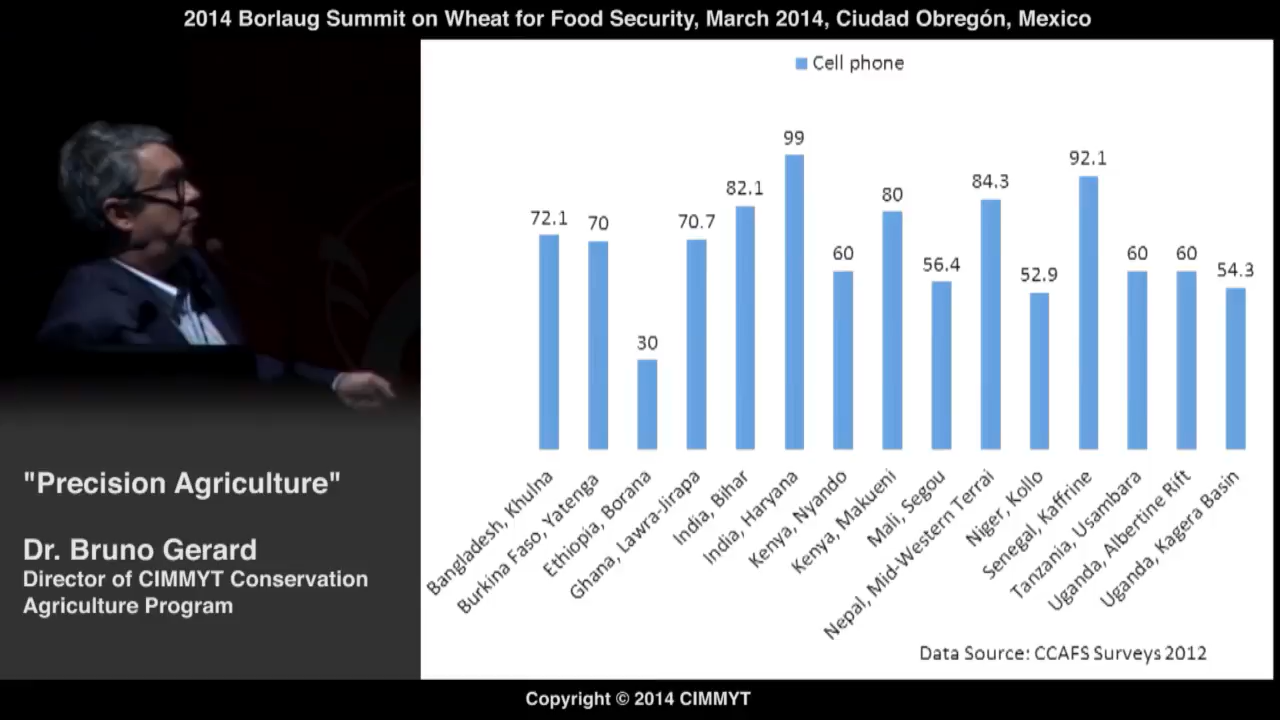 2014 Borlaug Summit on Wheat for Food Security, March 2014, Ciudad Obregón, Mexico
Cell phone
72.1
70
30
70.7
82.1
99
60
80
56.4
84.3
52.9
92.1
60
60
54.3
Bangladesh, Khulna
Burkina Faso, Yatenga
Ethiopia, Borana
Ghana, Lawra-Jirapa
India, Bihar
India, Haryana
Kenya, Nyando
Kenya, Makueni
Mali, Segou
Nepal, Mid-Western Terrai
Niger, Kollo
Senegal, Kaffrine
Tanzania, Usambara
Uganda, Albertine Rift
Uganda, Kagera Basin
Data Source: CCAFS Surveys 2012
"Precision Agriculture"
Dr. Bruno Gerard
Director of CIMMYT Conservation
Agriculture Program
Copyright © 2014 CIMMYT